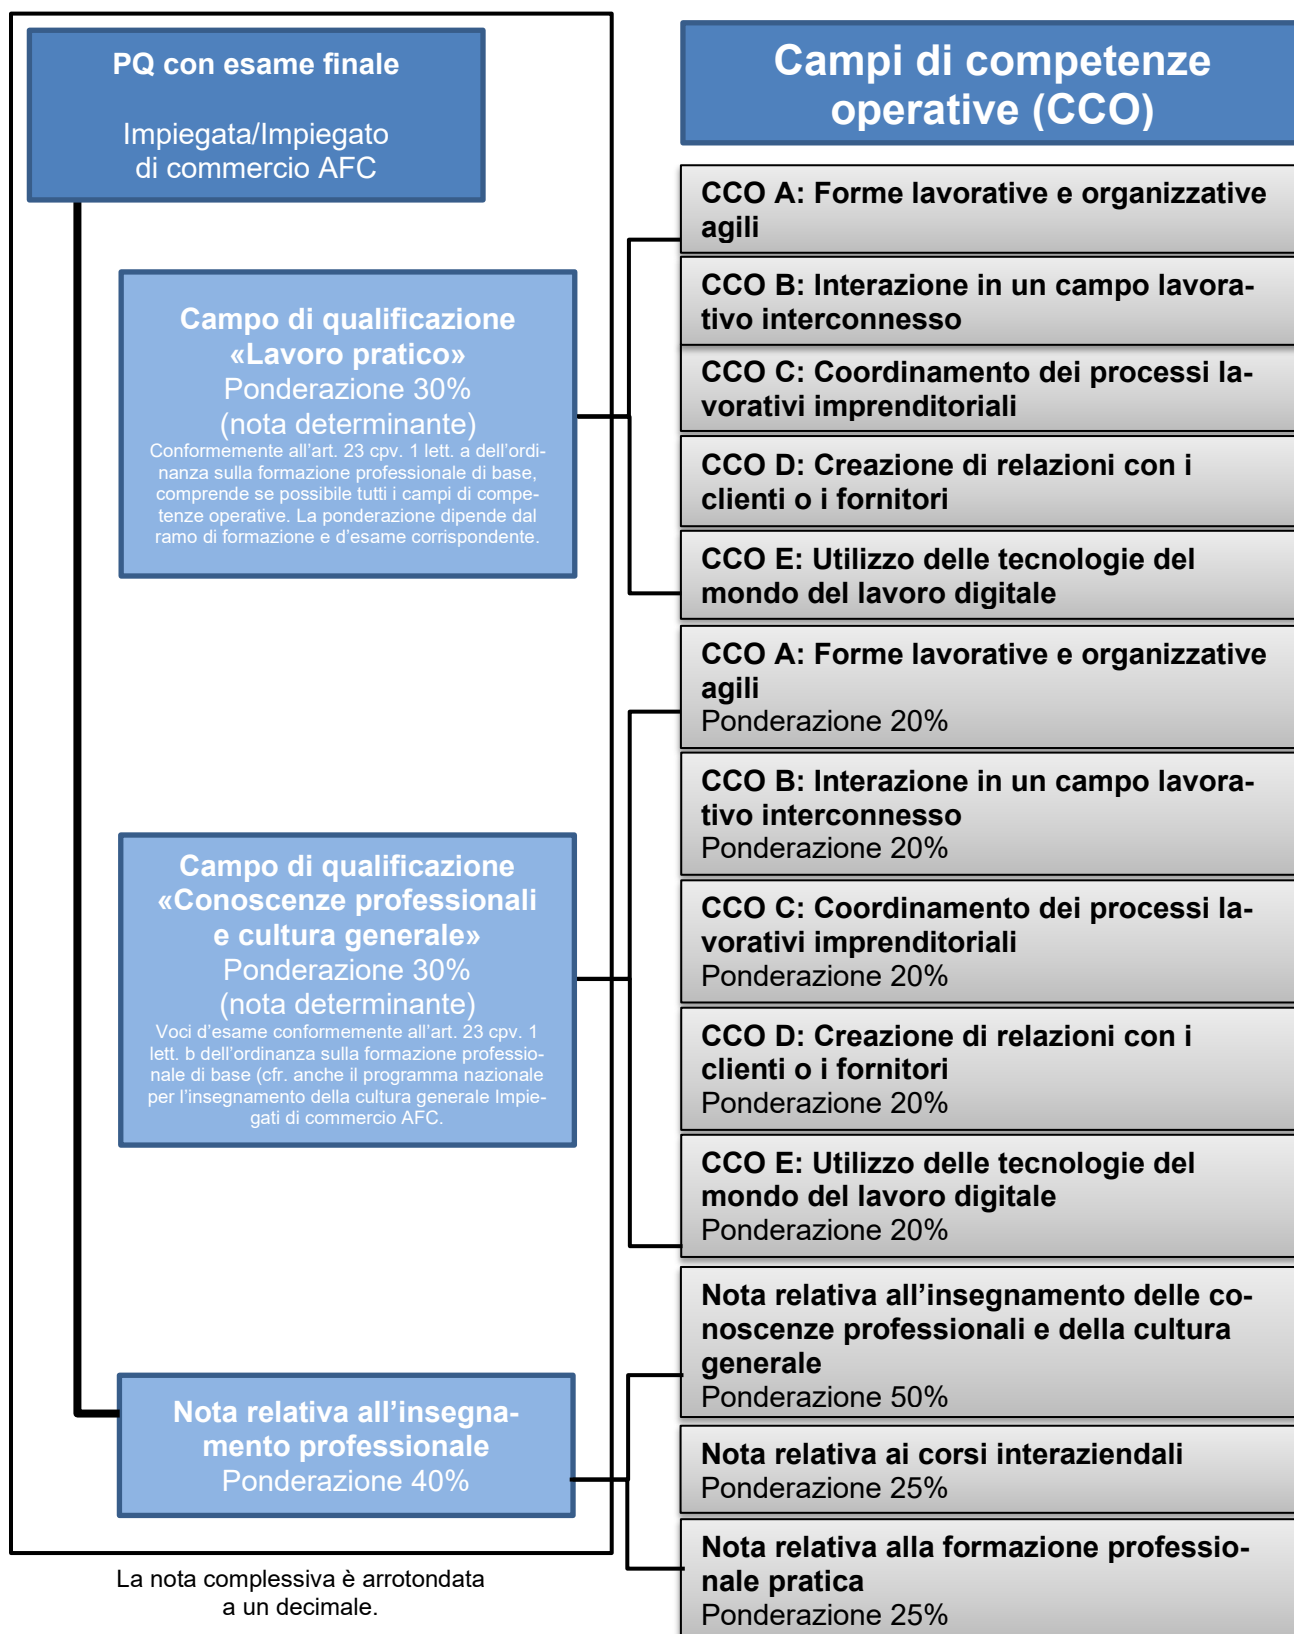 PQ con esame finale
Impiegata/Impiegato
di commercio AFC
Campo di qualificazione
«Lavoro pratico»
Ponderazione 30%
(nota determinante)
Conformemente all'art. 23 cpv. 1 lett. a dell'ordi-
nanza sulla formazione professionale di base,
comprende se possibile tutti i campi di compe-
tenze operative. La ponderazione dipende dal
ramo di formazione e d'esame corrispondente.
Campo di qualificazione
«Conoscenze professionali
e cultura generale»
Ponderazione 30%
(nota determinante)
Voci d'esame conformemente all'art. 23 cpv. 1
lett. b dell'ordinanza sulla formazione professio-
nale di base (cfr. anche il programma nazionale
per l'insegnamento della cultura generale Impie-
gati di commercio AFC.
Nota relativa all'insegna-
mento professionale
Ponderazione 40%
La nota complessiva è arrotondata
a un decimale.
Campi di competenze
operative (CCO)
CCO A: Forme lavorative e organizzative
agili
CCO B: Interazione in un campo lavora-
tivo interconnesso
CCO C: Coordinamento dei processi la-
vorativi imprenditoriali
CCO D: Creazione di relazioni con i
clienti o i fornitori
CCO E: Utilizzo delle tecnologie del
mondo del lavoro digitale
CCO A: Forme lavorative e organizzative
agili
Ponderazione 20%
CCO B: Interazione in un campo lavora-
tivo interconnesso
Ponderazione 20%
CCO C: Coordinamento dei processi la-
vorativi imprenditoriali
Ponderazione 20%
CCO D: Creazione di relazioni con i
clienti o i fornitori
Ponderazione 20%
CCO E: Utilizzo delle tecnologie del
mondo del lavoro digitale
Ponderazione 20%
Nota relativa all'insegnamento delle co-
noscenze professionali e della cultura
generale
Ponderazione 50%
Nota relativa ai corsi interaziendali
Ponderazione 25%
Nota relativa alla formazione professio-
nale pratica
Ponderazione 25%